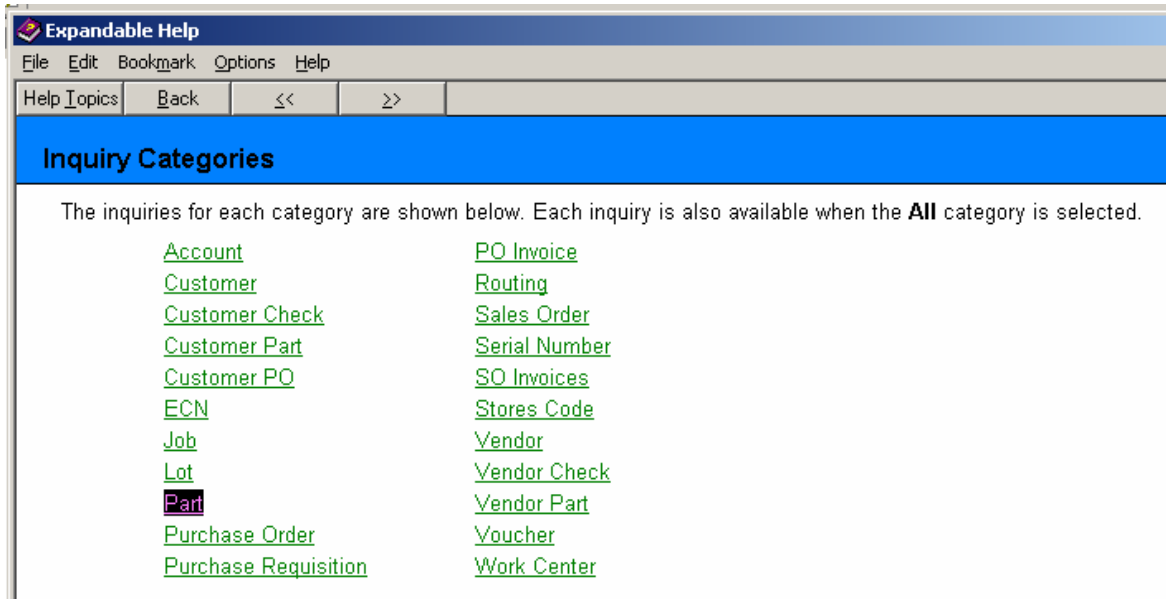 Expandable Help
File Edit Bookmark Options Help
Help Topics Back << >>
Inquiry Categories
The inquiries for each category are shown below. Each inquiry is also available when the All category is selected.
Account
Customer
Customer Check
Customer Part
Customer PO
ECN
Job
Lot
Part
Purchase Order
Purchase Requisition
PO Invoice
Routing
Sales Order
Serial Number
SO Invoices
Stores Code
Vendor
Vendor Check
Vendor Part
Voucher
Work Center